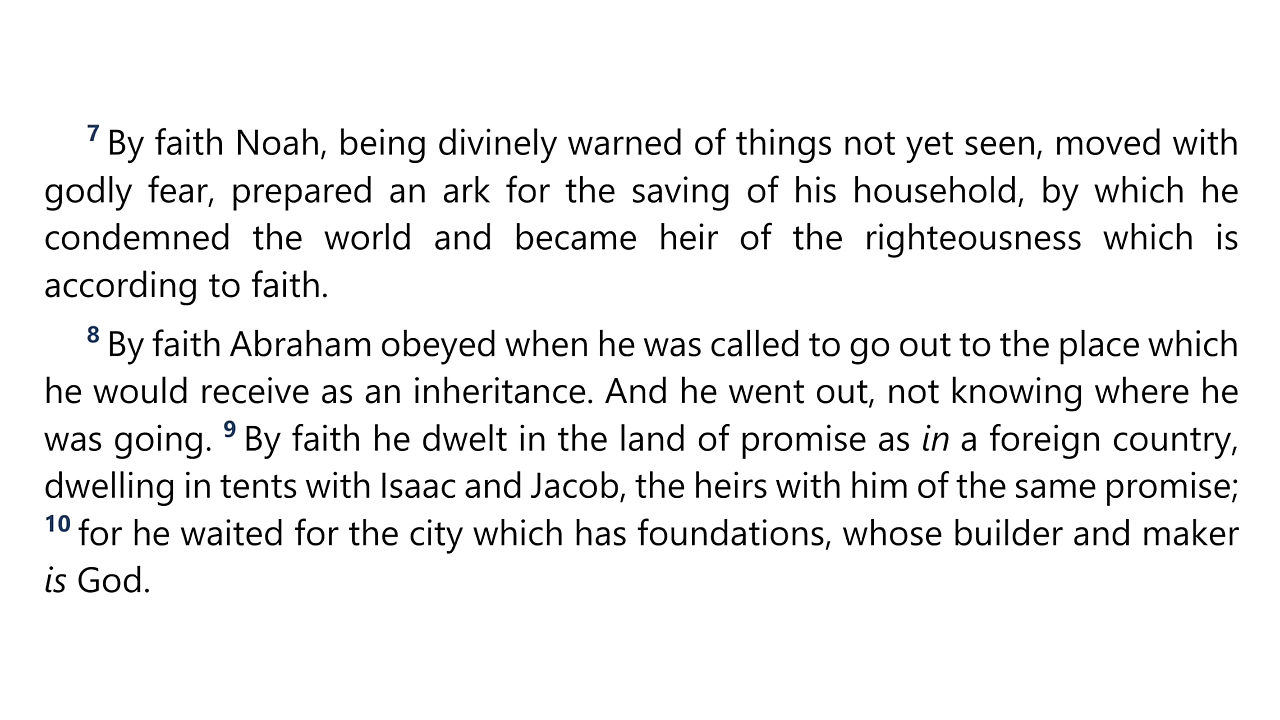 7 By faith Noah, being divinely warned of things not yet seen, moved with
godly fear, prepared an ark for the saving of his household, by which he
condemned the world and became heir of the righteousness which is
according to faith.
8 By faith Abraham obeyed when he was called to go out to the place which
he would receive as an inheritance. And he went out, not knowing where he
was going. 9 By faith he dwelt in the land of promise as in a foreign country,
dwelling in tents with Isaac and Jacob, the heirs with him of the same promise;
10 for he waited for the city which has foundations, whose builder and maker
is God.